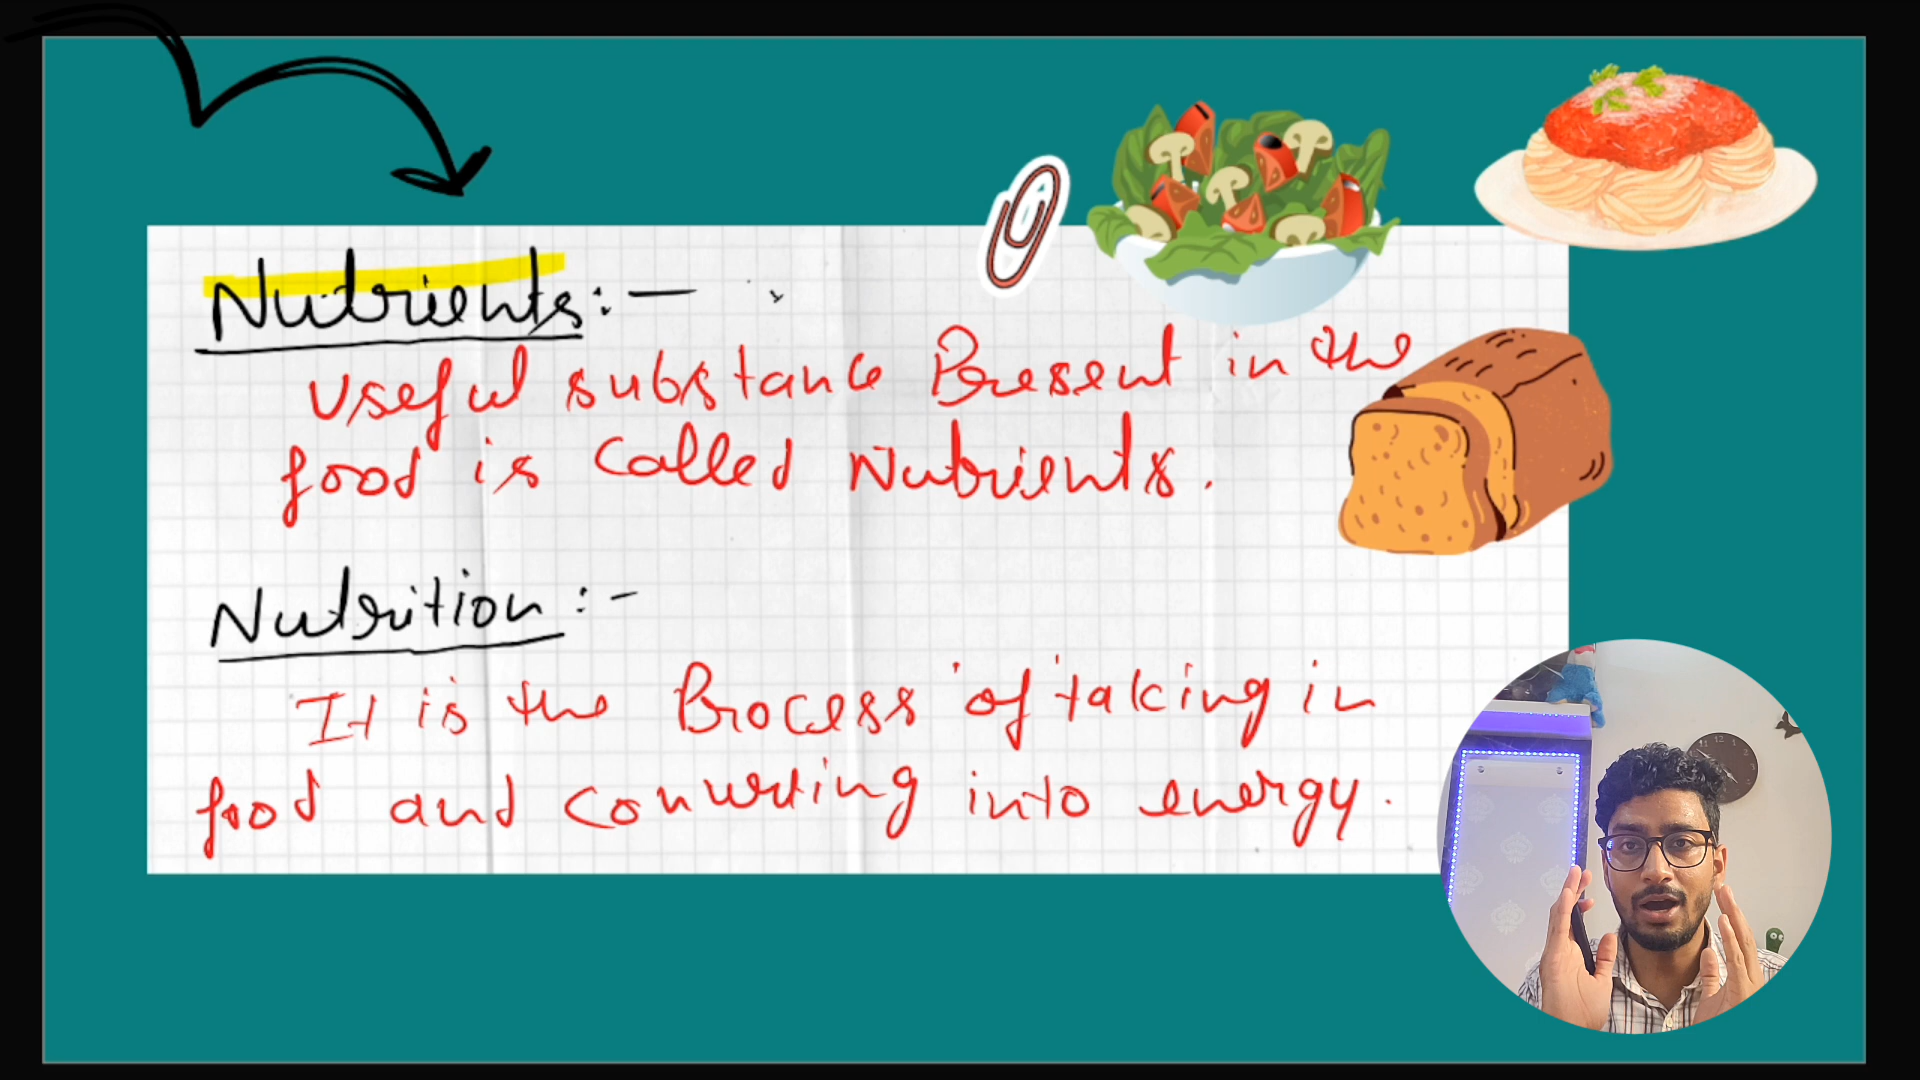 Nutrients:-
Useful substance Present in the
food is called Nutrients.
Nutrition:-
It is the Process of taking in
food and converting into energy.